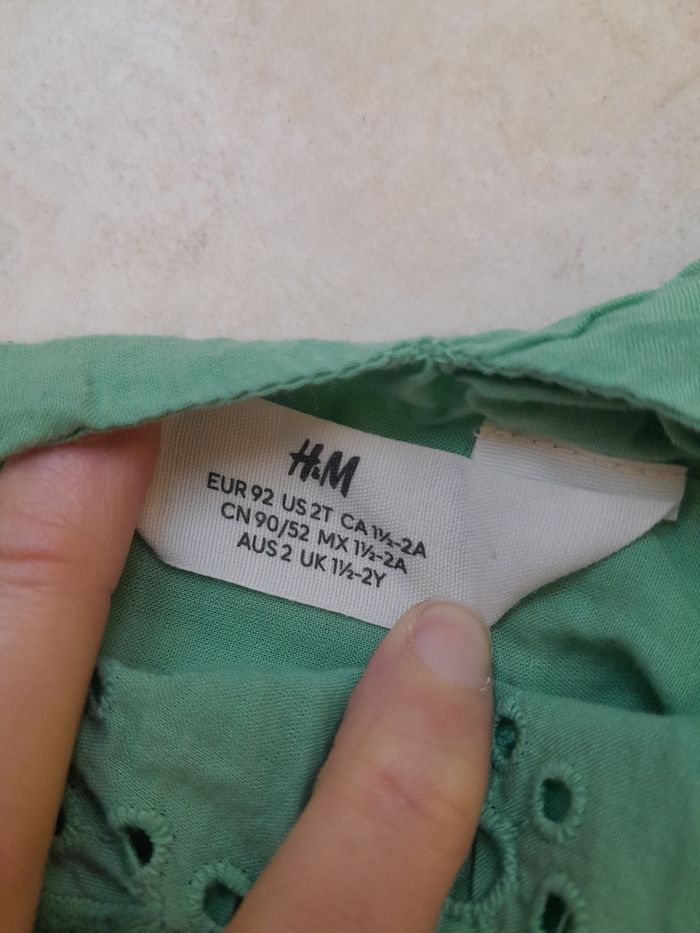 H&M
EUR 92 US 2T CA 1½-2A
CN 90/52 MX 1½-2A
AUS 2 UK 1½-2Y